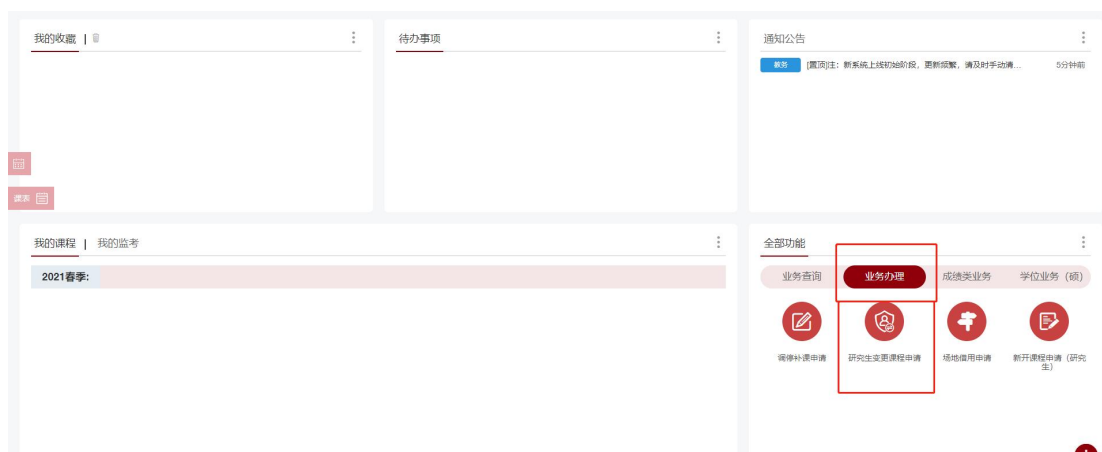 我的收藏 |
待办事项
通知公告
教务 [置顶]注：新系统上线初始阶段，更新频繁，请及时手动清... 5分钟前
课表
我的课程 | 我的监考
2021春季:
全部功能
业务查询 业务办理 成绩类业务 学位业务（硕）
调停补课申请 研究生变更课程申请 场地借用申请 新开课程申请（研究
生）